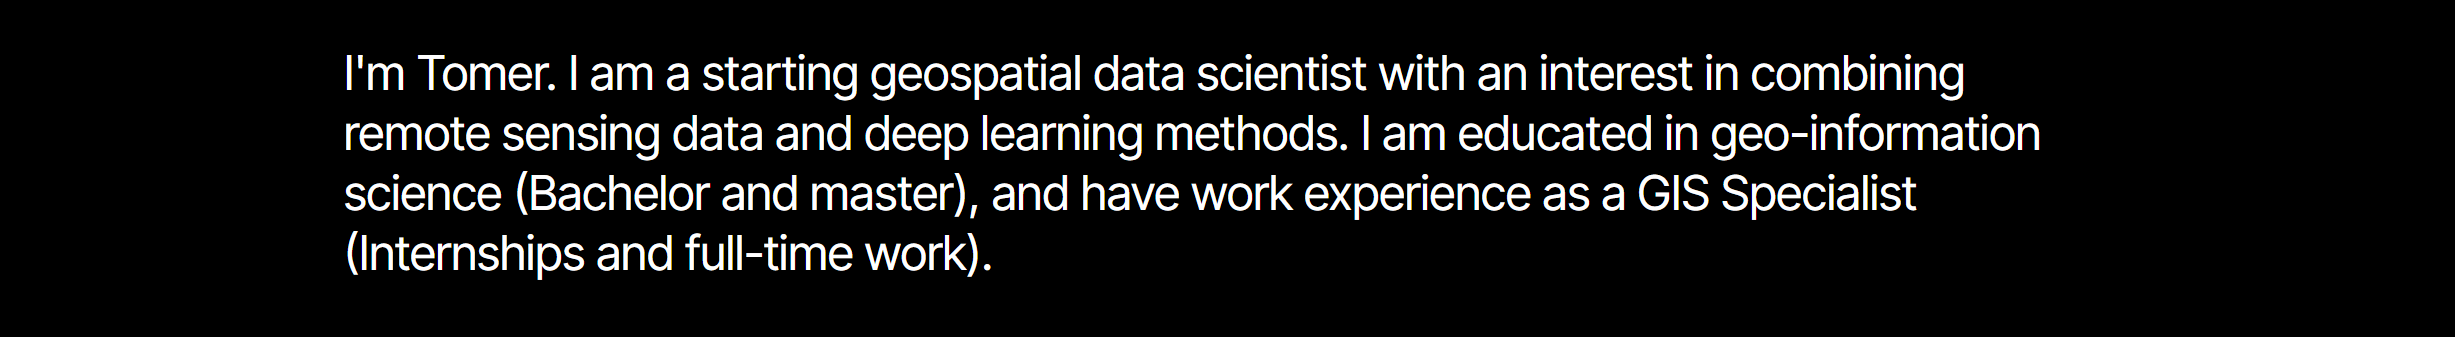 I'm Tomer. I am a starting geospatial data scientist with an interest in combining
remote sensing data and deep learning methods. I am educated in geo-information
science (Bachelor and master), and have work experience as a GIS Specialist
(Internships and full-time work).